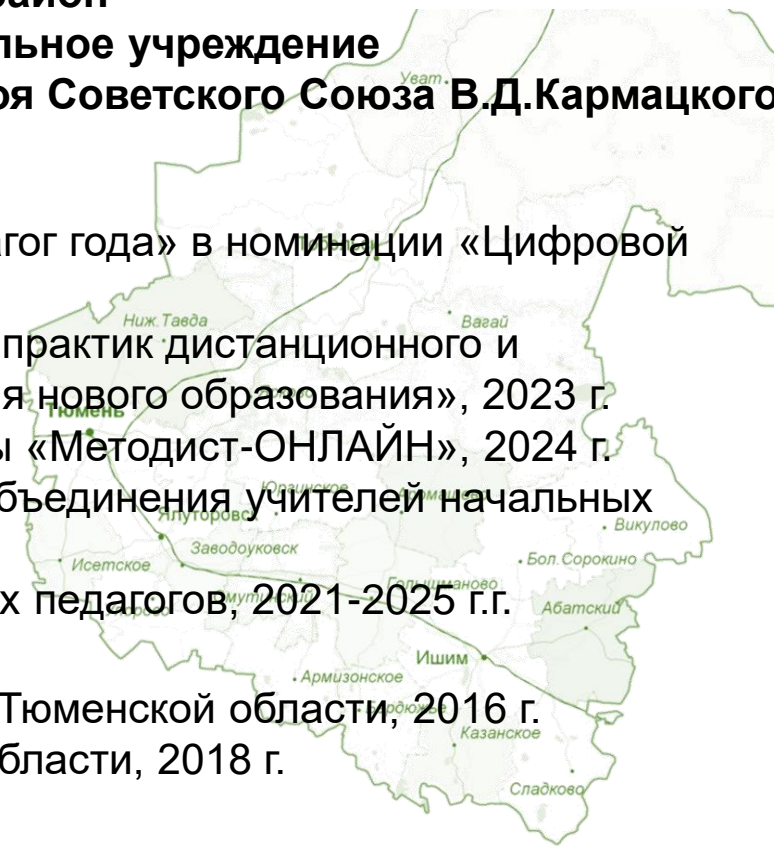 район
льное учреждение
оя Советского Союза В.Д.Кармацкого
Уват
агог года» в номинации «Цифровой
Ниж.Тавда
Вагай
практик дистанционного и
я нового образования», 2023 г.
Тюмень
ы «Методист-ОНЛАЙН», 2024 г.
бъединения учителей начальных
Ялуторовск
Викулово
Заводоуковск
Бол.Сорокино
Исетское
х педагогов, 2021-2025 г.г.
Абатский
Ишим
Армизонское
Тюменской области, 2016 г.
Казанское
бласти, 2018 г.
Сладково